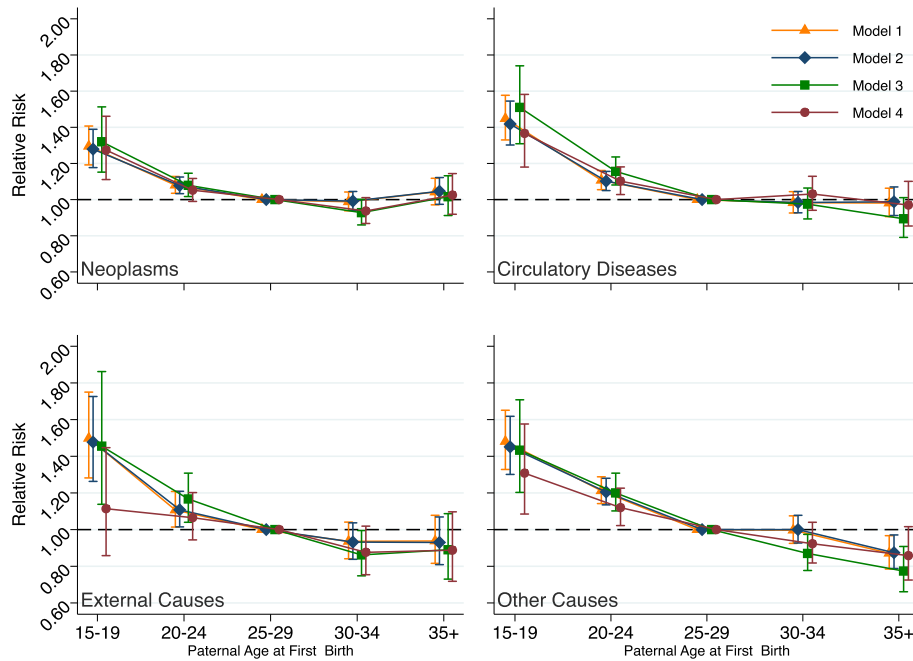 2.00
1.80
1.60
1.40
1.20
1.00
0.80
0.60
Relative Risk
Neoplasms
Circulatory Diseases
Model 1
Model 2
Model 3
Model 4
2.00
1.80
1.60
1.40
1.20
1.00
0.80
0.60
Relative Risk
External Causes
Other Causes
15-19 20-24 25-29 30-34 35+
15-19 20-24 25-29 30-34 35+
Paternal Age at First Birth
Paternal Age at First Birth